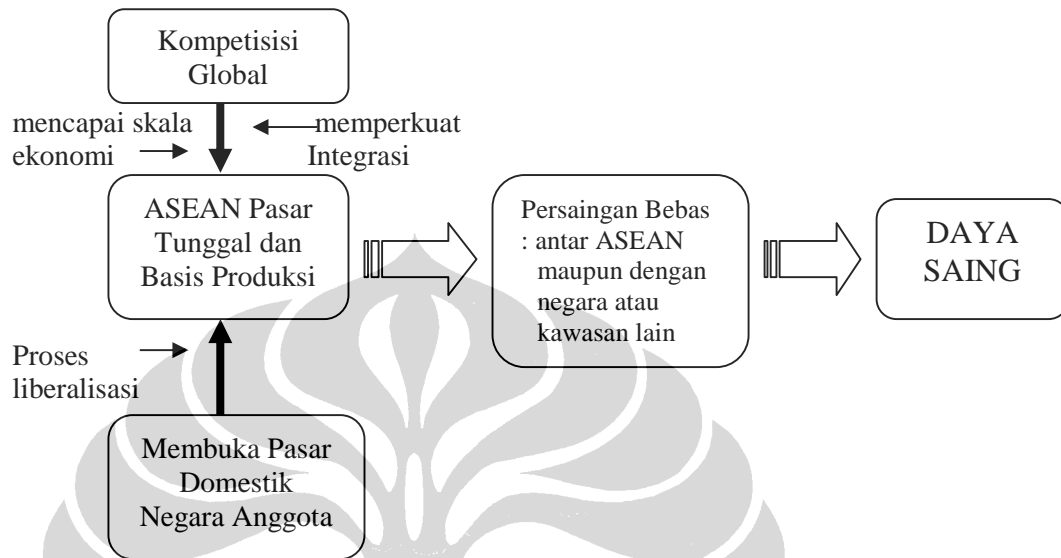 Kompetisisi
Global
mencapai skala
ekonomi
memperkuat
Integrasi
ASEAN Pasar
Tunggal dan
Basis Produksi
Persaingan Bebas
: antar ASEAN
maupun dengan
negara atau
kawasan lain
DAYA
SAING
Proses
liberalisasi
Membuka Pasar
Domestik
Negara Anggota